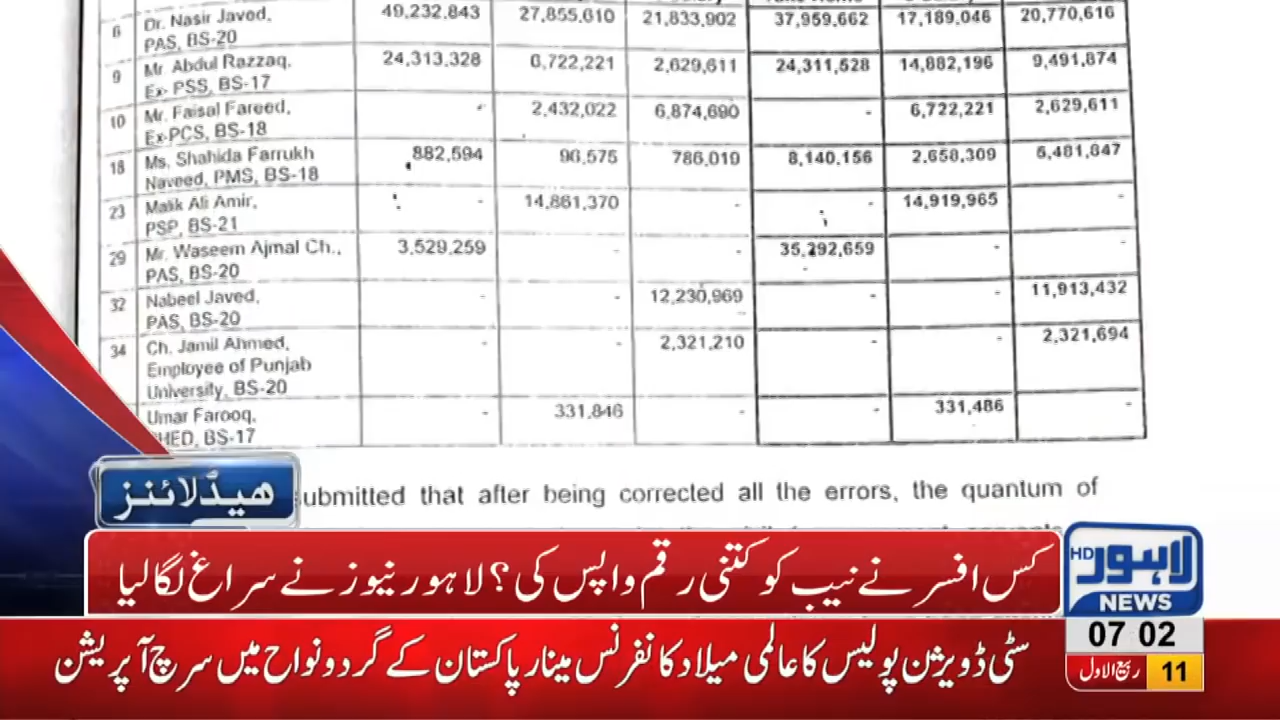 6 Dr. Nasir Javed, 49,232,843 27,855,610 21,833,902 37,959,662 17,189,046 20,770,616
PAS, BS-20
9 Mr Abdul Razzaq, 24,313,328 6,722,221 2,629,611 24,311,528 14,882,196 9,491,874
Ex- PSS, BS-17
10 Mr. Faisal Fareed, - 2,432,022 6,874,690 - 6,722,221 2,629,611
Ex-PCS, BS-18
18 Ms. Shahida Farrukh 882,594 96,575 786,019 8,140,156 2,658,309 5,481,847
Naveed, PMS, BS-18
23 Malik Ali Amir, - 14,861,370 - - 14,919,965 -
PSP, BS-21
29 Mr. Waseem Ajmal Ch., 3,529,259 - - 35,292,659 - -
PAS, BS-20
32 Nabeel Javed, - - 12,230,969 - - 11,913,432
PAS, BS-20
34 Ch. Jamil Ahmed, - - 2,321,210 - - 2,321,694
Employee of Punjab
University, BS-20
Umar Farooq, - 331,846 - - 331,486 -
HED, BS-17
ubmitted that after being corrected all the errors, the quantum of
ھیڈلائنز
کس افسر نے نیب کو کتنی رقم واپس کی؟ لاہور نیوز نے سراغ لگا لیا
لاہور HD
NEWS
07 02
سٹی ڈویژن پولیس کا عالمی میلاد کانفرنس مینار پاکستان کے گردونواح میں سرچ آپریشن
11 ربیع الاول